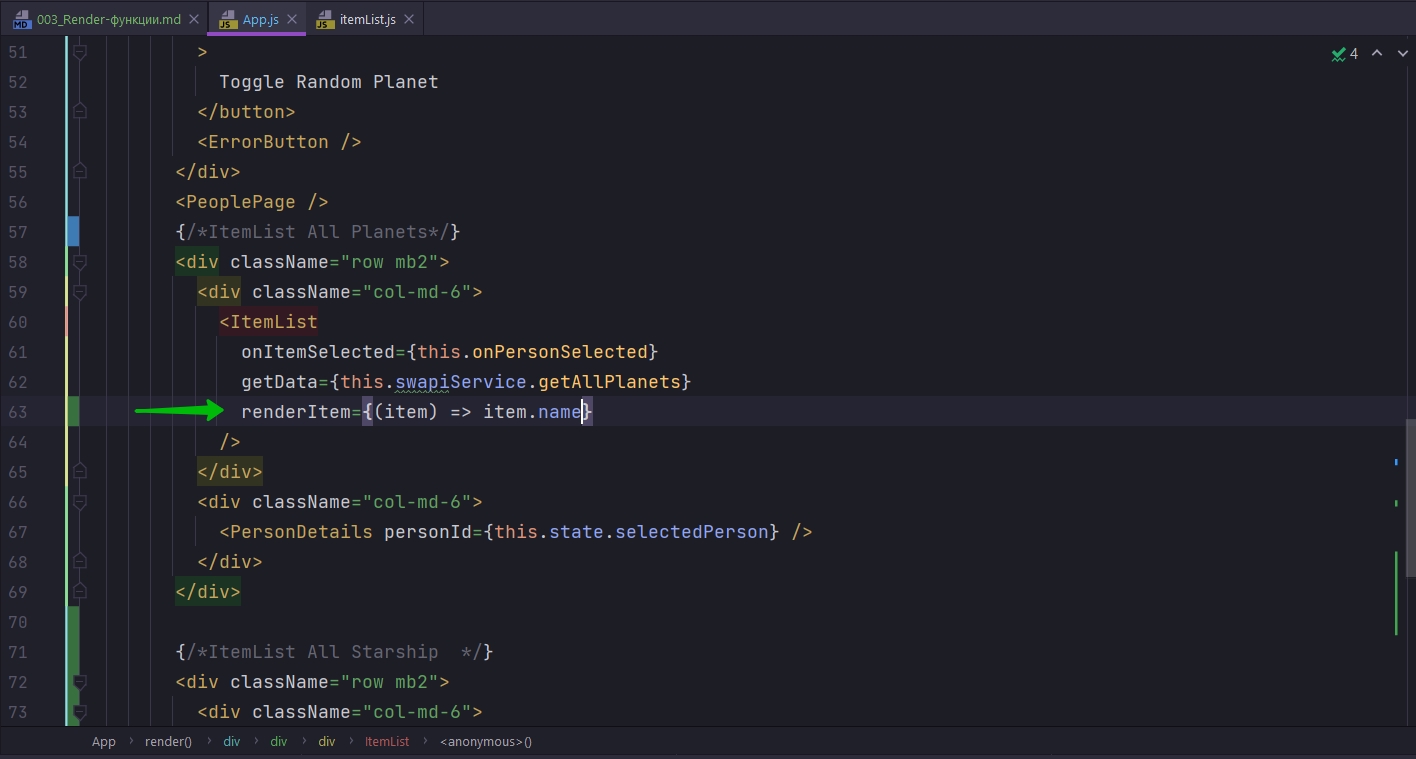 003_Render-функции.md App.js itemList.js
4
51 >
52 Toggle Random Planet
53 </button>
54 <ErrorButton />
55 </div>
56 <PeoplePage />
57 {/*ItemList All Planets*/}
58 <div className="row mb2">
59 <div className="col-md-6">
60 <ItemList
61 onItemSelected={this.onPersonSelected}
62 getData={this.swapiService.getAllPlanets}
63 renderItem={(item) => item.name}
64 />
65 </div>
66 <div className="col-md-6">
67 <PersonDetails personId={this.state.selectedPerson} />
68 </div>
69 </div>
70
71 {/*ItemList All Starship  */}
72 <div className="row mb2">
73 <div className="col-md-6">
App › render() › div › div › div › ItemList › <anonymous>()